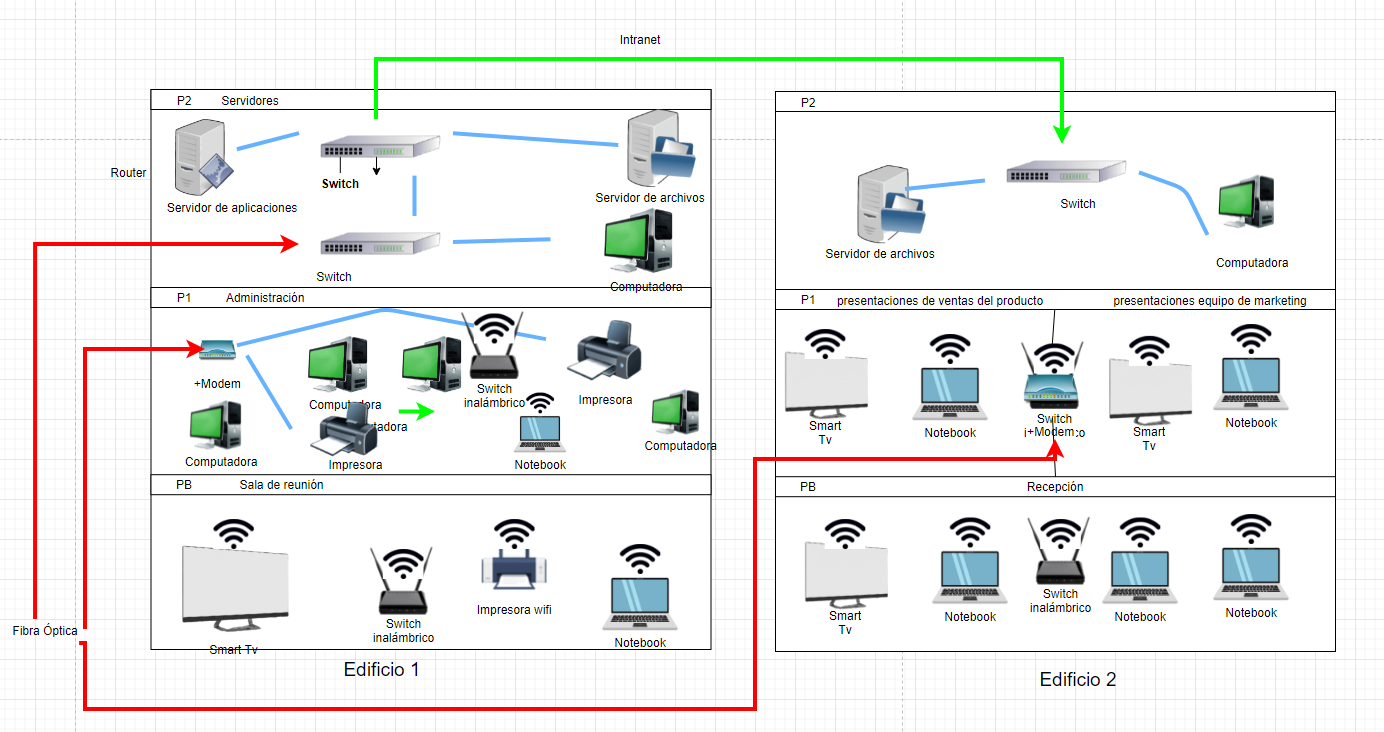 Intranet
P2 Servidores
Router
Switch
Servidor de aplicaciones
Servidor de archivos
Switch
Computadora
P1 Administración
+Modem
Computadora
Switch
inalámbrico
Impresora
tadora
Computadora
Impresora
Notebook
Computadora
PB Sala de reunión
Smart Tv
Switch
inalámbrico
Impresora wifi
Notebook
Edificio 1
Fibra Óptica
P2
Switch
Servidor de archivos
Computadora
P1 presentaciones de ventas del producto presentaciones equipo de marketing
Smart
Tv
Notebook
Switch
+Modem
Smart
Tv
Notebook
PB Recepción
Smart
Tv
Notebook
Switch
inalámbrico
Notebook
Notebook
Edificio 2